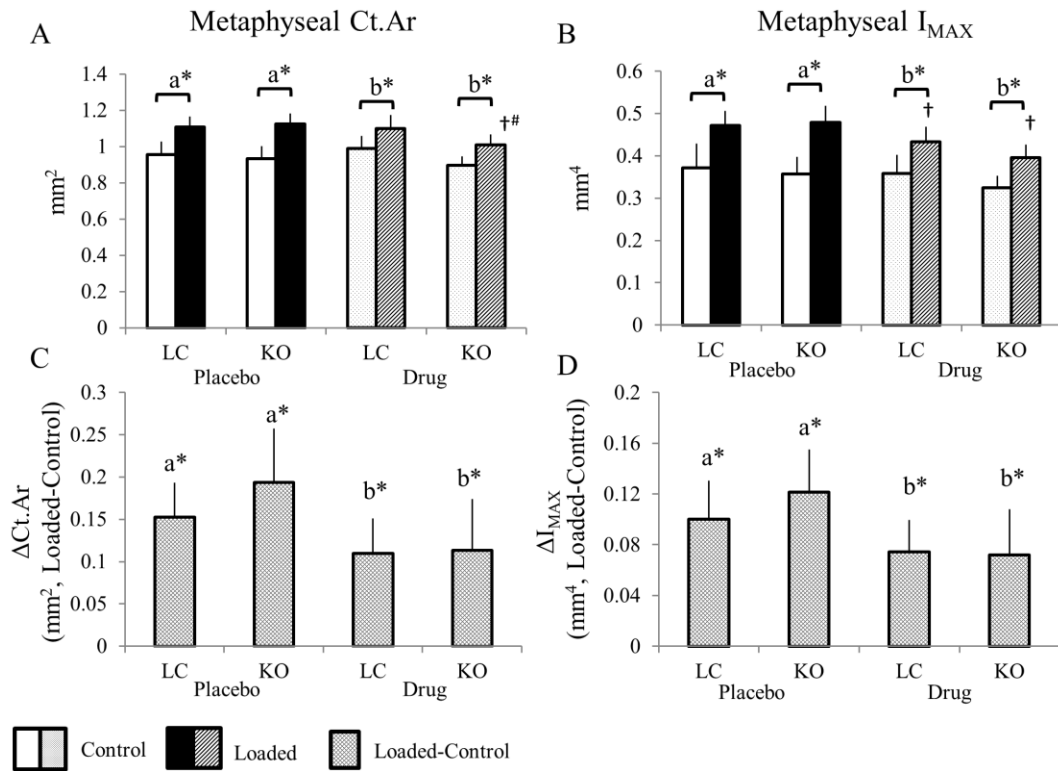 A
Metaphyseal Ct.Ar
1.4
1.2
1
0.8
0.6
0.4
0.2
0
mm²
a*
a*
b*
b*
†#
LC
KO
LC
KO
Placebo
Drug
B
Metaphyseal I_MAX
0.6
0.5
0.4
0.3
0.2
0.1
0
mm⁴
a*
a*
b*
b*
†
†
LC
KO
LC
KO
Placebo
Drug
C
0.3
0.25
0.2
0.15
0.1
0.05
0
ΔCt.Ar
(mm², Loaded-Control)
a*
a*
b*
b*
LC
KO
LC
KO
Placebo
Drug
D
0.2
0.16
0.12
0.08
0.04
0
ΔI_MAX
(mm⁴, Loaded-Control)
a*
a*
b*
b*
LC
KO
LC
KO
Placebo
Drug
Control
Loaded
Loaded-Control